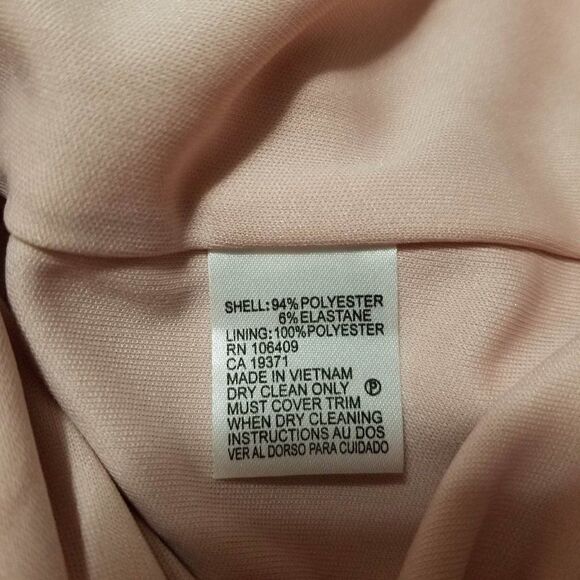 SHELL: 94% POLYESTER
6% ELASTANE
LINING: 100% POLYESTER
RN 106409
CA 19371
MADE IN VIETNAM
DRY CLEAN ONLY Ⓟ
MUST COVER TRIM
WHEN DRY CLEANING
INSTRUCTIONS AU DOS
VER AL DORSO PARA CUIDADO